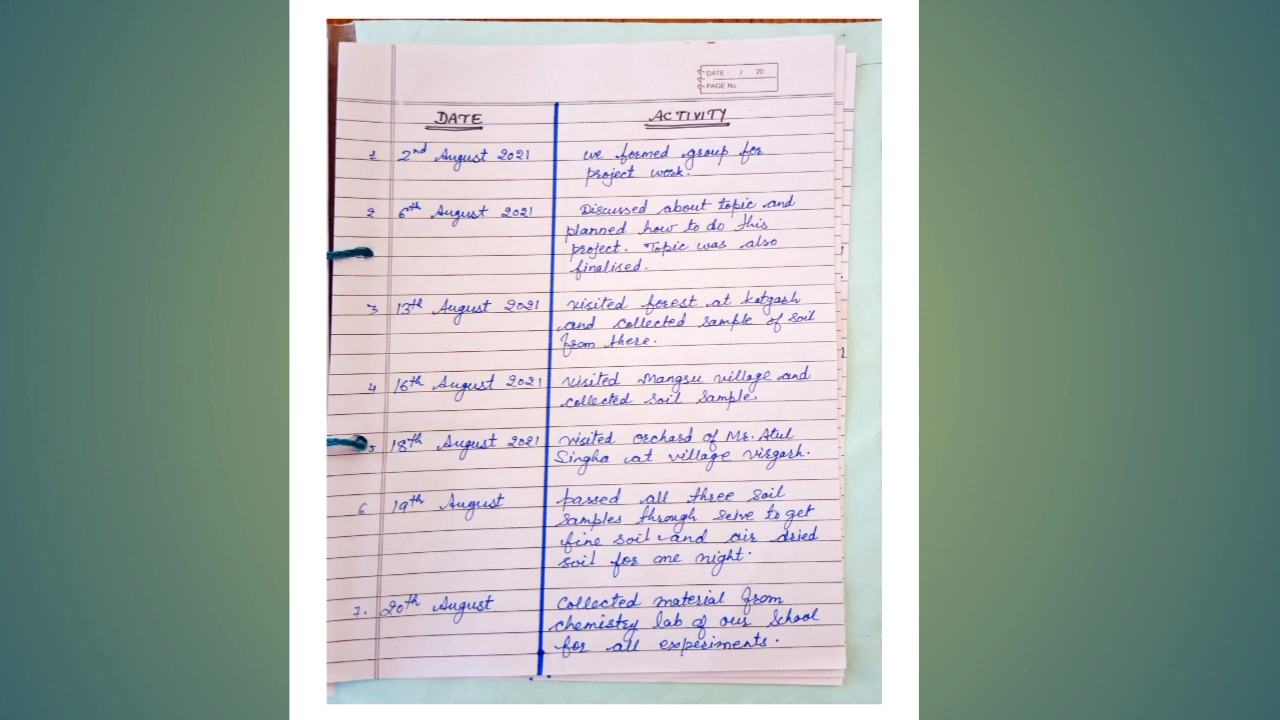 DATE : / 20
PAGE No
DATE ACTIVITY
1 2nd August 2021 we formed group for
project work.
2 6th August 2021 Discussed about topic and
planned how to do this
project. Topic was also
finalised.
3 13th August 2021 visited forest at kotgarh
and collected sample of soil
from there.
4 16th August 2021 visited Mangsu village and
collected soil sample.
5 18th August 2021 visited orchard of Mr. Atul
Singha at village virgarh.
6 19th August passed all three soil
samples through seive to get
fine soil and air dried
soil for one night.
7. 20th August Collected material from
chemistry lab of our School
for all experiments.